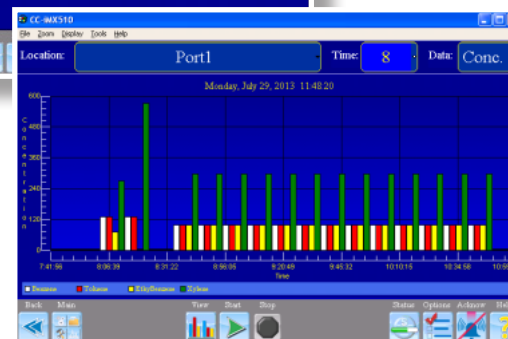 CC-iMX510
File Zoom Display Tools Help
Location: Port1 Time: 8 Data: Conc.
Monday, July 29, 2013 11:48:20
Concentration
600
480
360
240
120
0
7:41:56 8:06:39 8:31:22 8:56:05 9:20:49 9:45:32 10:10:15 10:34:58 10:59
Time
Benzene Toluene Ethylbenzene Xylene
Back Main View Start Stop Status Options Acknow Hel